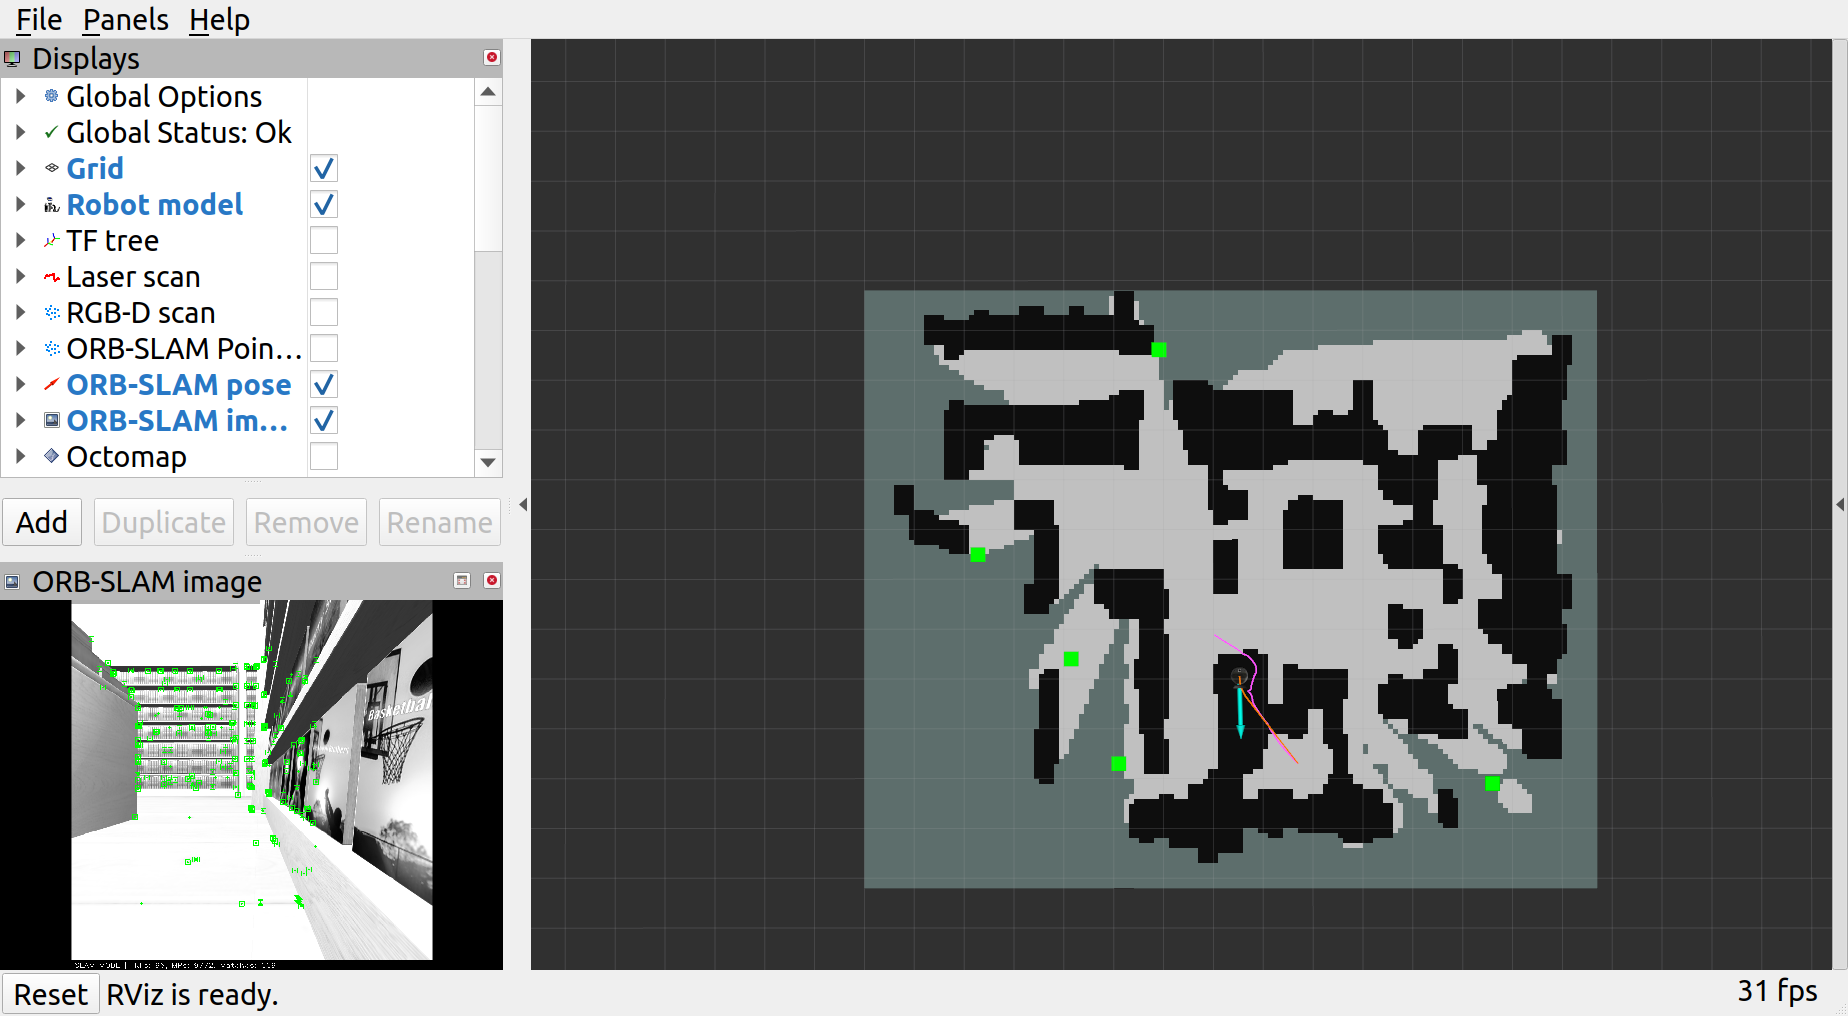 File Panels Help
Displays
Global Options
Global Status: Ok
Grid
Robot model
TF tree
Laser scan
RGB-D scan
ORB-SLAM Poin...
ORB-SLAM pose
ORB-SLAM im...
Octomap
Add Duplicate Remove Rename
ORB-SLAM image
Basketbal
Reset RViz is ready.
31 fps